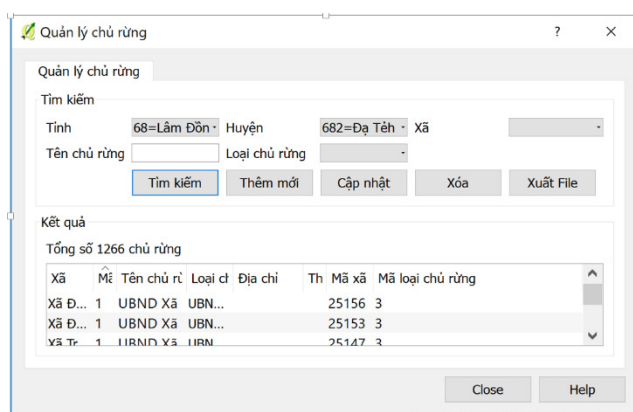 Quản lý chủ rừng ?
Quản lý chủ rừng
Tìm kiếm
Tỉnh 68=Lâm Đồn Huyện 682=Đạ Tẻh Xã
Tên chủ rừng Loại chủ rừng
Tìm kiếm Thêm mới Cập nhật Xóa Xuất File
Kết quả
Tổng số 1266 chủ rừng
Xã Mã Tên chủ rừ Loại ch Địa chỉ Th Mã xã Mã loại chủ rừng
Xã Đ... 1 UBND Xã UBN... 25156 3
Xã Đ... 1 UBND Xã UBN... 25153 3
Xã Tr 1 UBND Xã UBN 25147 3
Close Help